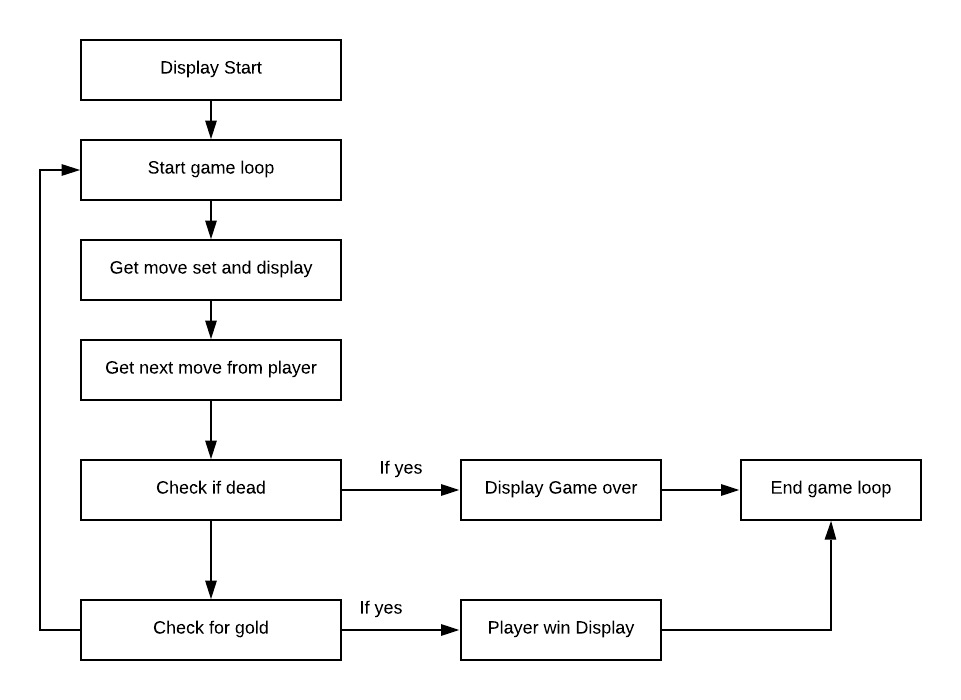 Display Start
Start game loop
Get move set and display
Get next move from player
If yes
Check if dead
Display Game over
End game loop
If yes
Check for gold
Player win Display